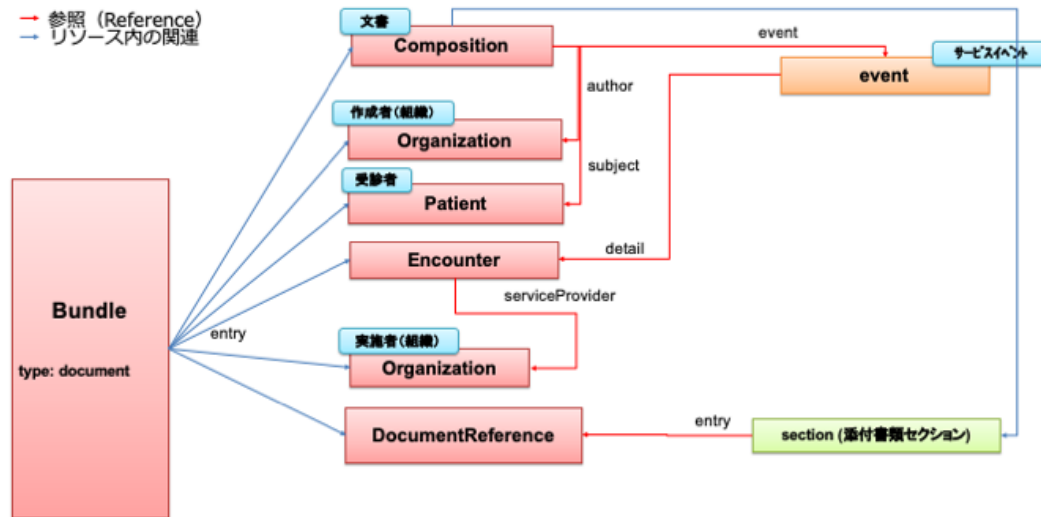 参照（Reference）
リソース内の関連
文書
Composition
event
サービスイベント
event
author
作成者(組織)
Organization
subject
受診者
Patient
detail
Encounter
serviceProvider
Bundle
entry
type: document
実施者(組織)
Organization
DocumentReference
entry
section (添付書類セクション)